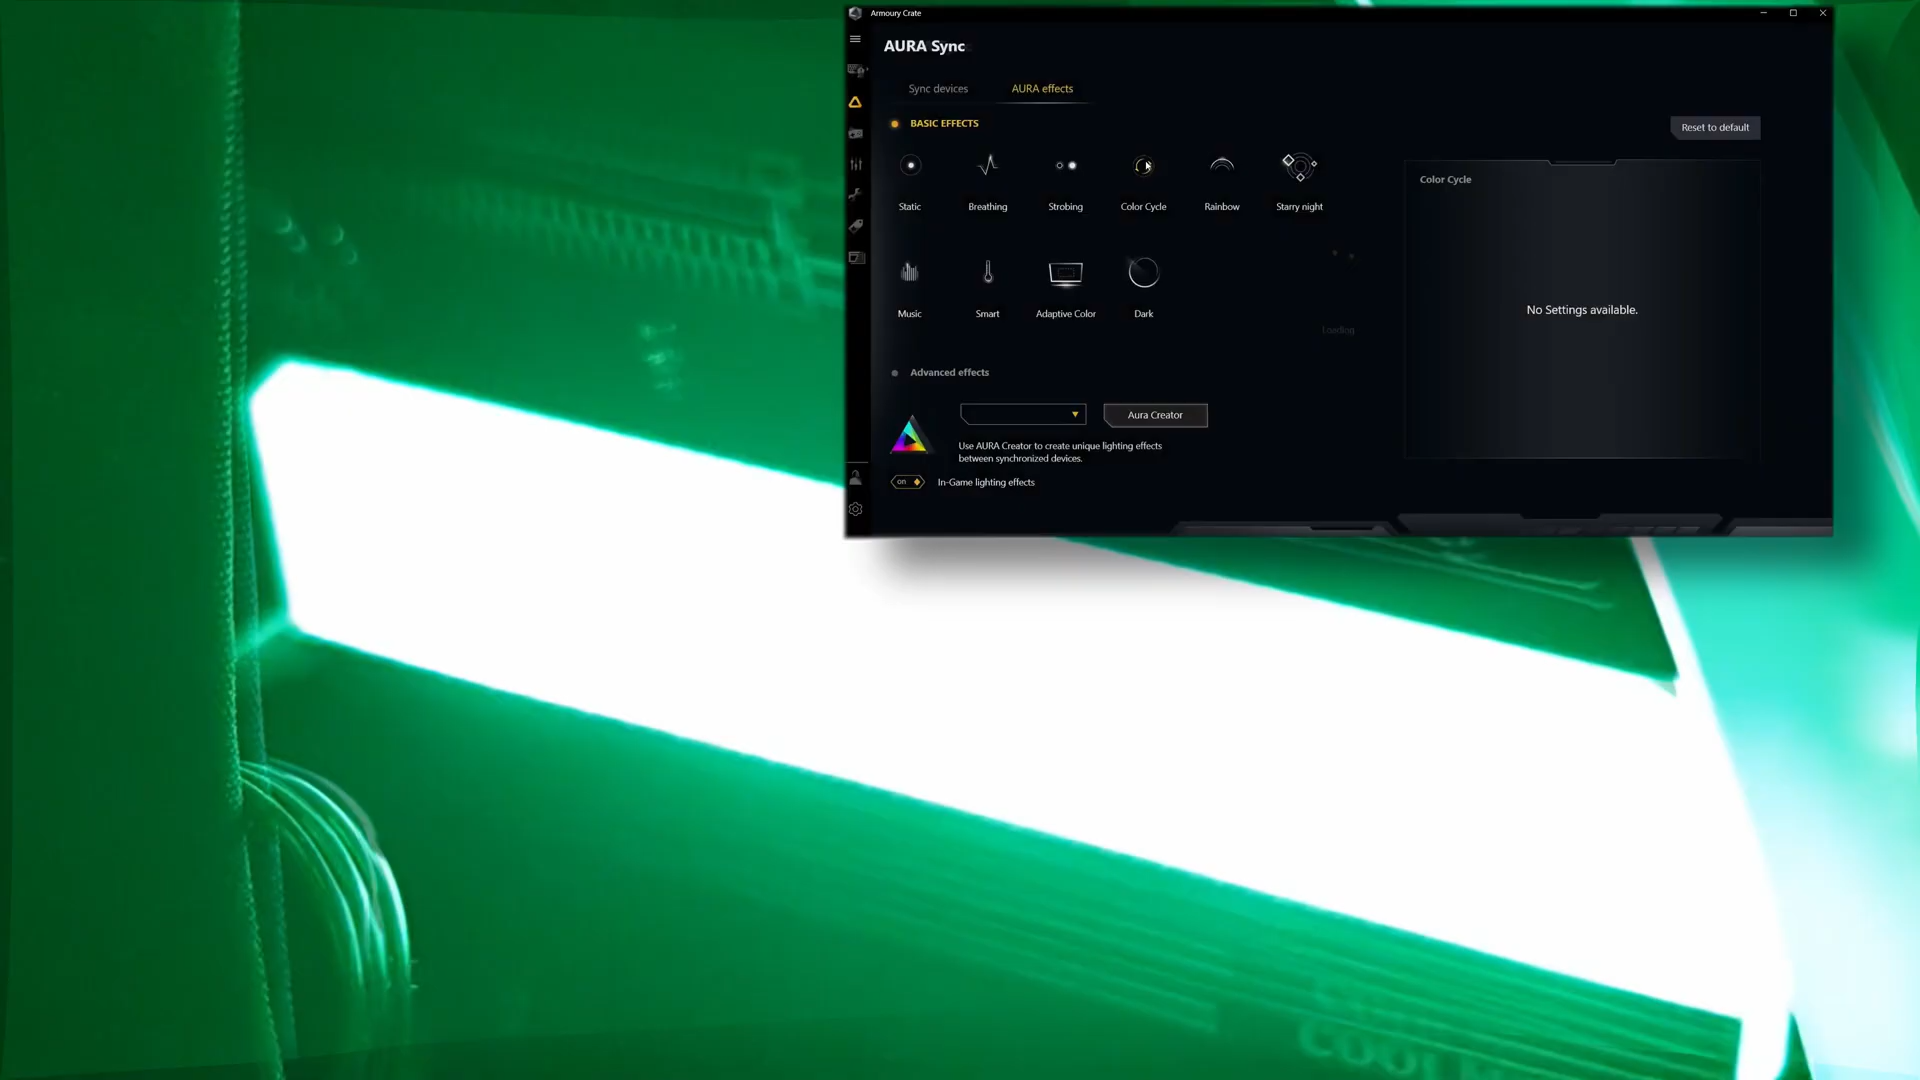 Armoury Crate
AURA Sync
Sync devices
AURA effects
BASIC EFFECTS
Reset to default
Static
Breathing
Strobing
Color Cycle
Rainbow
Starry night
Color Cycle
No Settings available.
Music
Smart
Adaptive Color
Dark
Loading
Advanced effects
Aura Creator
Use AURA Creator to create unique lighting effects
between synchronized devices.
on
In-Game lighting effects